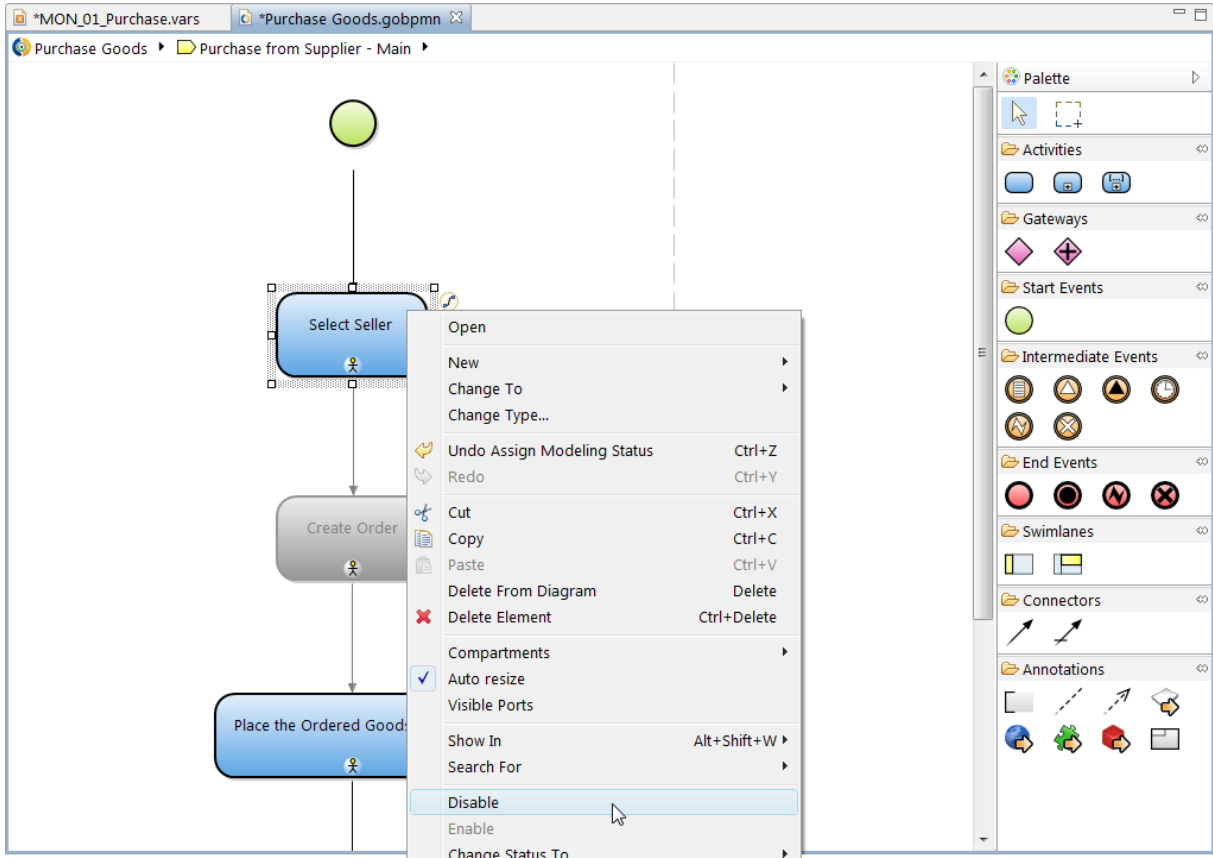 *MON_01_Purchase.vars
*Purchase Goods.gobpmn
Purchase Goods
Purchase from Supplier - Main
Select Seller
Create Order
Place the Ordered Goods
Open
New
Change To
Change Type...
Undo Assign Modeling Status Ctrl+Z
Redo Ctrl+Y
Cut Ctrl+X
Copy Ctrl+C
Paste Ctrl+V
Delete From Diagram Delete
Delete Element Ctrl+Delete
Compartments
Auto resize
Visible Ports
Show In Alt+Shift+W
Search For
Disable
Enable
Change Status To
Palette
Activities
Gateways
Start Events
Intermediate Events
End Events
Swimlanes
Connectors
Annotations